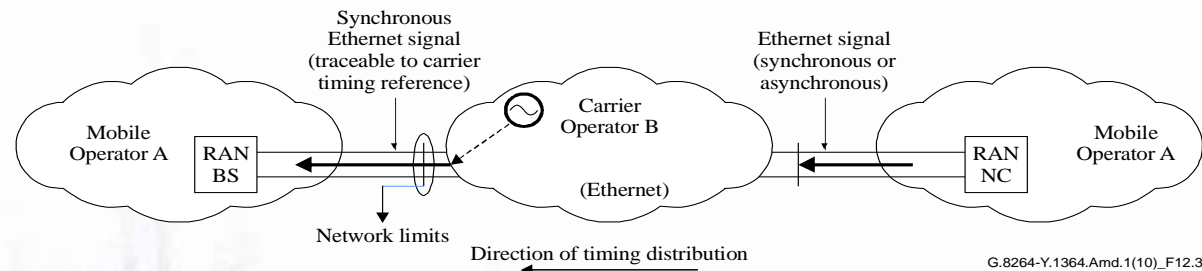 Synchronous
Ethernet signal
(traceable to carrier
timing reference)
Ethernet signal
(synchronous or
asynchronous)
Carrier
Operator B
Mobile
Operator A
RAN
BS
RAN
NC
Mobile
Operator A
(Ethernet)
Network limits
Direction of timing distribution
G.8264-Y.1364.Amd.1(10)_F12.3